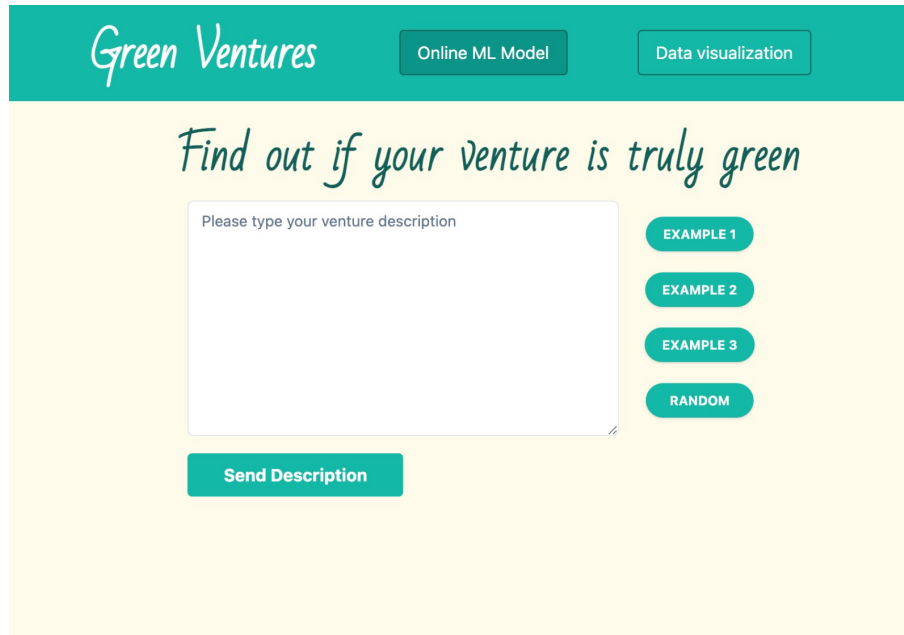 Green Ventures
Online ML Model
Data visualization
Find out if your venture is truly green
Please type your venture description
EXAMPLE 1
EXAMPLE 2
EXAMPLE 3
RANDOM
Send Description